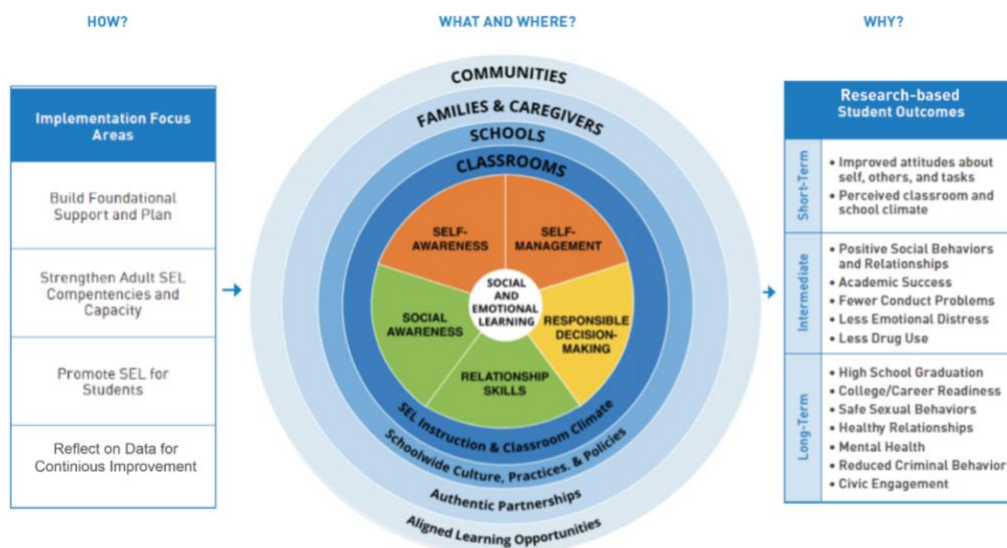 HOW?
WHAT AND WHERE?
WHY?
Implementation Focus
Areas
Build Foundational
Support and Plan
Strengthen Adult SEL
Compentencies and
Capacity
Promote SEL for
Students
Reflect on Data for
Continious Improvement
COMMUNITIES
FAMILIES & CAREGIVERS
SCHOOLS
CLASSROOMS
SELF-
AWARENESS
SELF-
MANAGEMENT
SOCIAL
AND
EMOTIONAL
LEARNING
SOCIAL
AWARENESS
RESPONSIBLE
DECISION-
MAKING
RELATIONSHIP
SKILLS
SEL Instruction & Classroom Climate
Schoolwide Culture, Practices. & Policies
Authentic Partnerships
Aligned Learning Opportunities
Research-based
Student Outcomes
Short-Term
• Improved attitudes about
self, others, and tasks
• Perceived classroom and
school climate
Intermediate
• Positive Social Behaviors
and Relationships
• Academic Success
• Fewer Conduct Problems
• Less Emotional Distress
• Less Drug Use
Long-Term
• High School Graduation
• College/Career Readiness
• Safe Sexual Behaviors
• Healthy Relationships
• Mental Health
• Reduced Criminal Behavior
• Civic Engagement